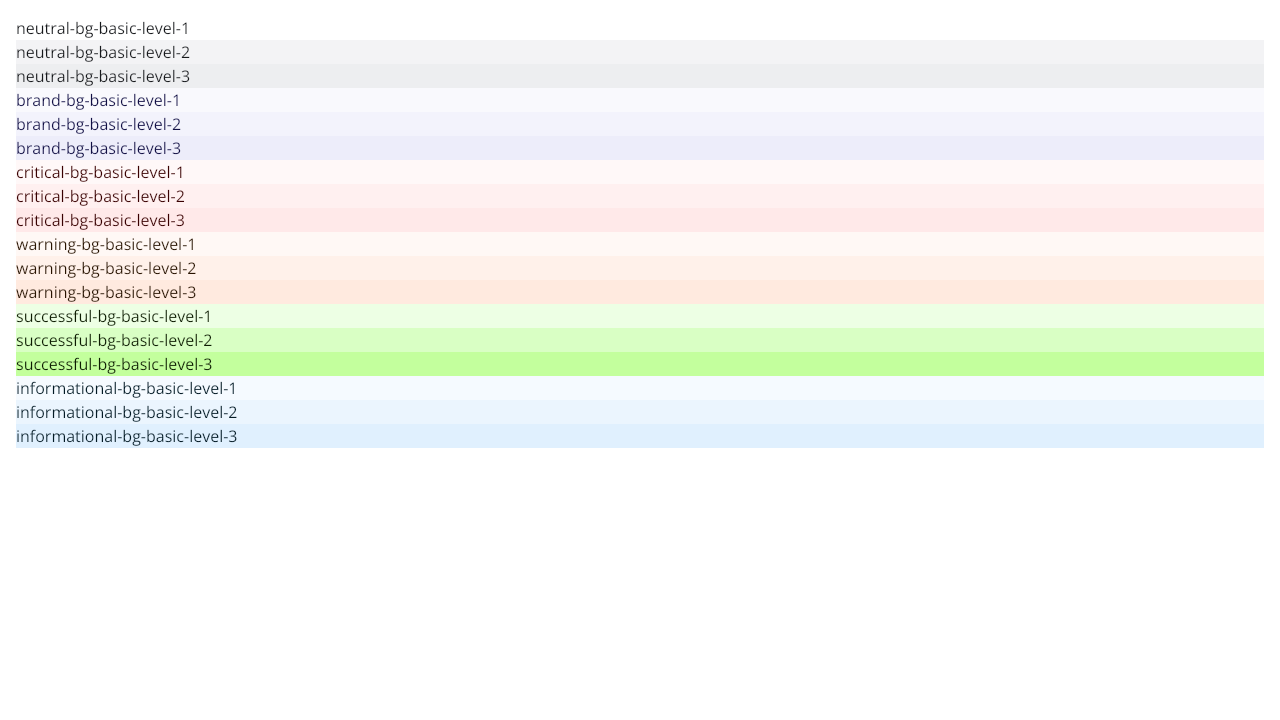 neutral-bg-basic-level-1
neutral-bg-basic-level-2
neutral-bg-basic-level-3
brand-bg-basic-level-1
brand-bg-basic-level-2
brand-bg-basic-level-3
critical-bg-basic-level-1
critical-bg-basic-level-2
critical-bg-basic-level-3
warning-bg-basic-level-1
warning-bg-basic-level-2
warning-bg-basic-level-3
successful-bg-basic-level-1
successful-bg-basic-level-2
successful-bg-basic-level-3
informational-bg-basic-level-1
informational-bg-basic-level-2
informational-bg-basic-level-3